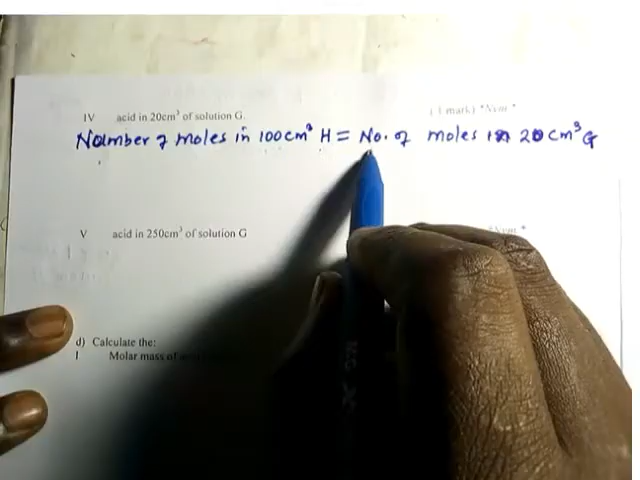 IV acid in 20cm³ of solution G. (1 mark) *Nym*
Number of moles in 100cm³ H = No. of moles in 20cm³ G
V acid in 250cm³ of solution G
d) Calculate the:
I Molar mass of